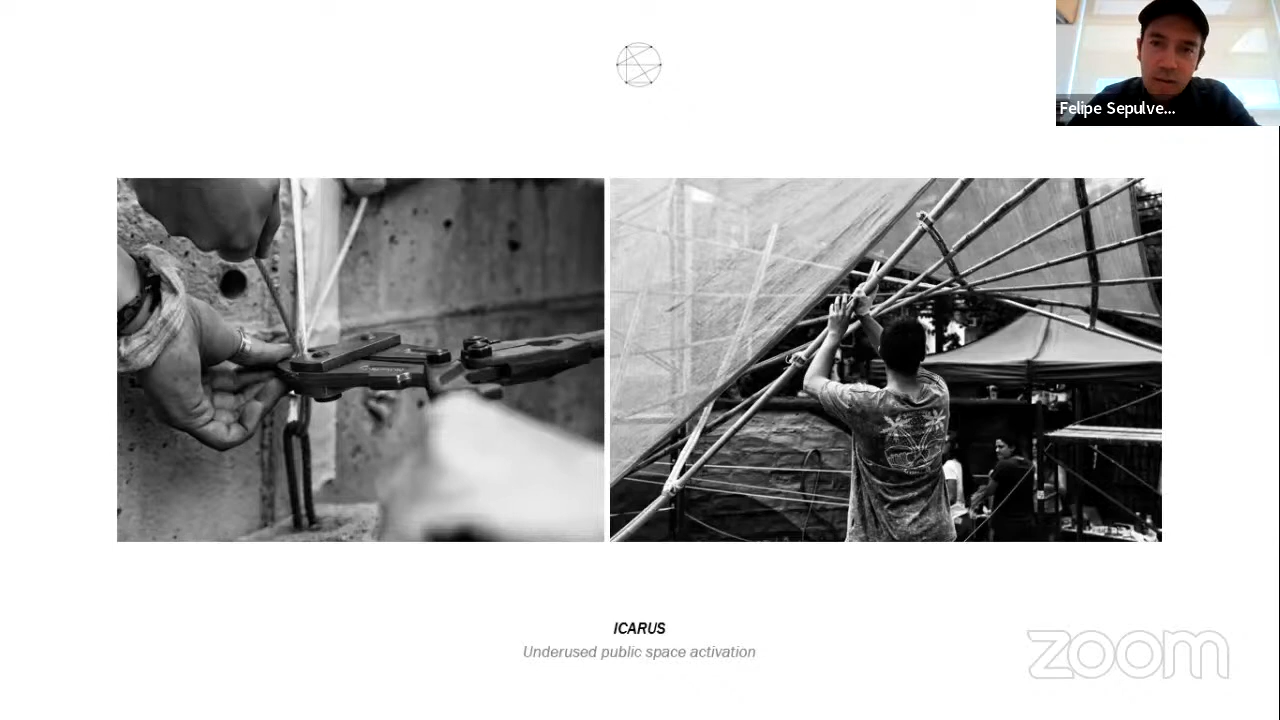 Felipe Sepulve...
ICARUS
Underused public space activation
zoom